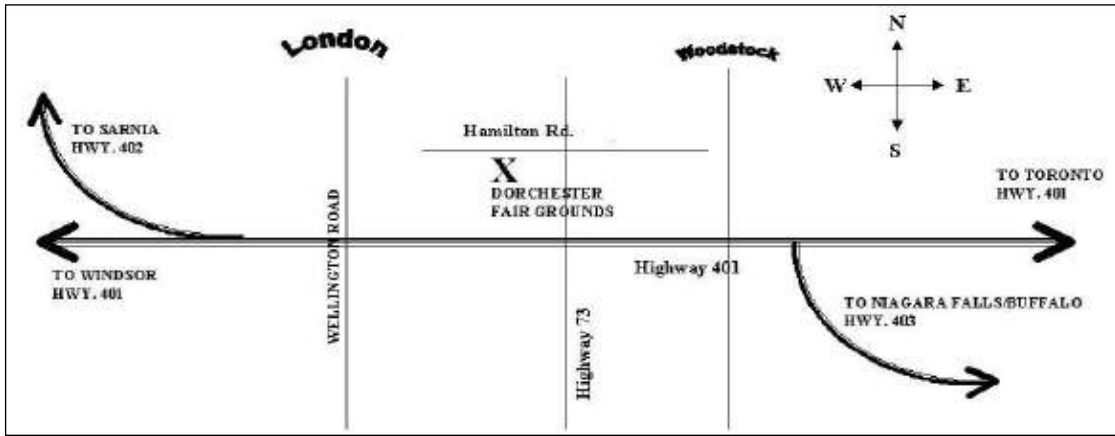 London
Woodstock
N
W E
S
Hamilton Rd.
TO SARNIA
HWY. 402
X
DORCHESTER
FAIR GROUNDS
TO TORONTO
HWY. 401
WELLINGTON ROAD
TO WINDSOR
HWY. 401
Highway 401
TO NIAGARA FALLS/BUFFALO
HWY. 403
Highway 73